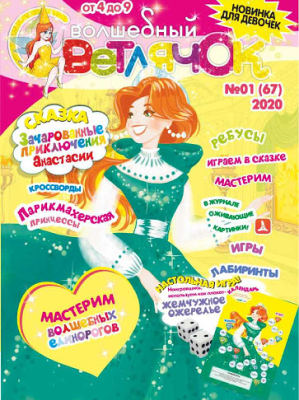 от 4 до 9
НОВИНКА
ДЛЯ ДЕВОЧЕК
ВОЛШЕБНЫЙ
СВЕТЛЯЧОК
№01 (67)
2020
СКАЗКА
Зачарованные
приключения
Анастасии
КРОССВОРДЫ
Парикмахерская
принцессы
РЕБУСЫ
ИГРАЕМ В СКАЗКЕ
МАСТЕРИМ
В ЖУРНАЛЕ
ОЖИВАЮЩИЕ
КАРТИНКИ!
ИГРЫ
ЛАБИРИНТЫ
НАСТОЛЬНАЯ ИГРА
ЖЕМЧУЖНОЕ
ОЖЕРЕЛЬЕ
КАЛЕНДАРЬ
МАСТЕРИМ
ВОЛШЕБНЫХ
ЕДИНОРОГОВ